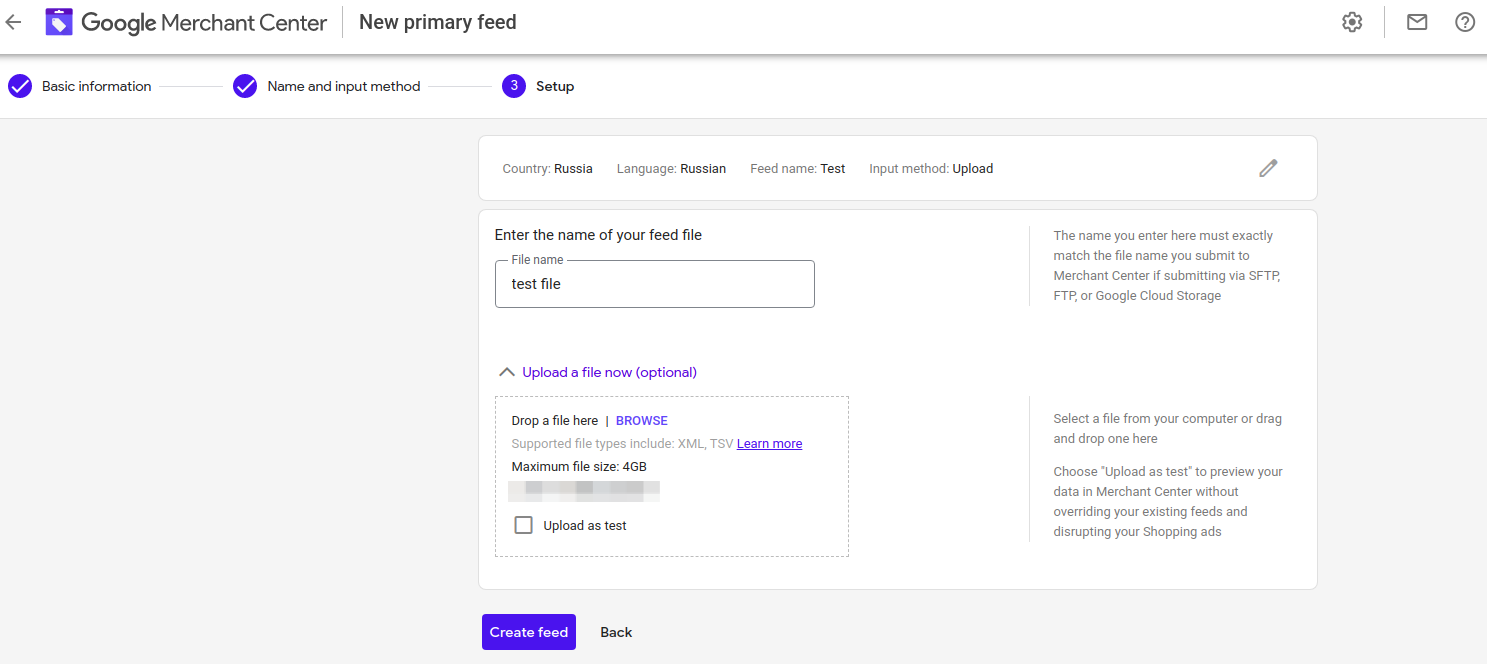 Google Merchant Center
New primary feed
Basic information
Name and input method
3
Setup
Country: Russia Language: Russian Feed name: Test Input method: Upload
Enter the name of your feed file
File name
test file
The name you enter here must exactly
match the file name you submit to
Merchant Center if submitting via SFTP,
FTP, or Google Cloud Storage
Upload a file now (optional)
Drop a file here | BROWSE
Supported file types include: XML, TSV Learn more
Maximum file size: 4GB
Upload as test
Select a file from your computer or drag
and drop one here
Choose "Upload as test" to preview your
data in Merchant Center without
overriding your existing feeds and
disrupting your Shopping ads
Create feed
Back